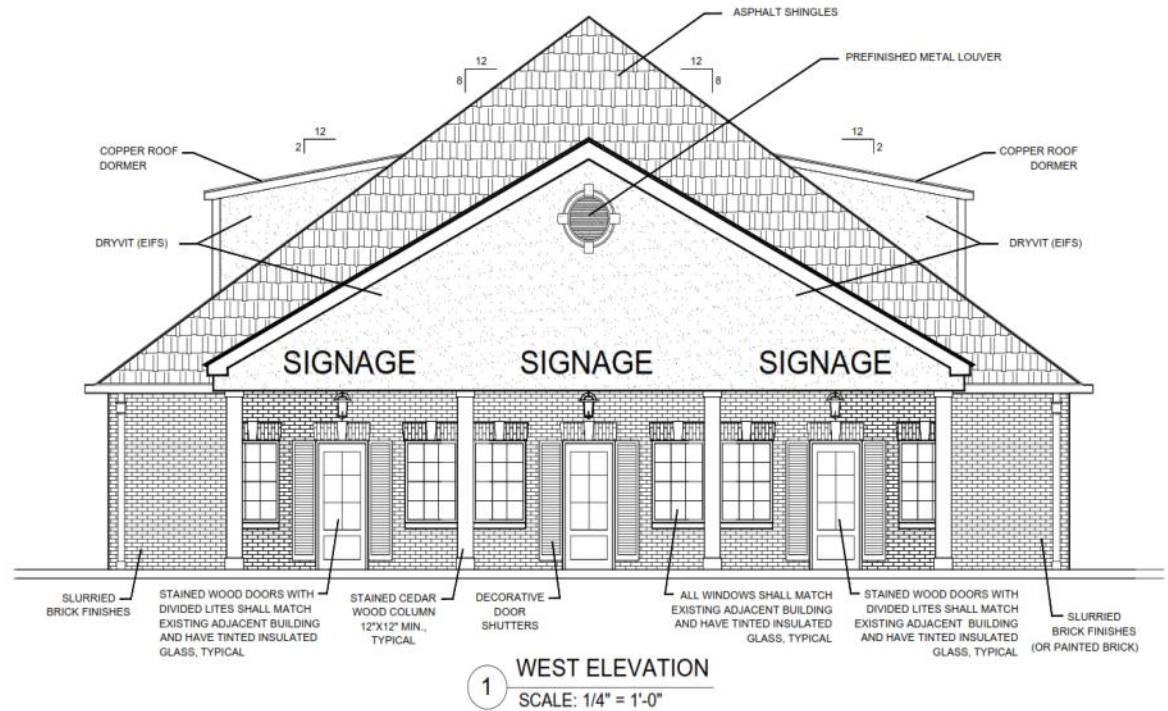 ASPHALT SHINGLES
PREFINISHED METAL LOUVER
12
8
12
8
12
2
12
2
COPPER ROOF
DORMER
COPPER ROOF
DORMER
DRYVIT (EIFS)
DRYVIT (EIFS)
SIGNAGE
SIGNAGE
SIGNAGE
SLURRIED
BRICK FINISHES
STAINED WOOD DOORS WITH
DIVIDED LITES SHALL MATCH
EXISTING ADJACENT BUILDING
AND HAVE TINTED INSULATED
GLASS, TYPICAL
STAINED CEDAR
WOOD COLUMN
12"X12" MIN.,
TYPICAL
DECORATIVE
DOOR
SHUTTERS
ALL WINDOWS SHALL MATCH
EXISTING ADJACENT BUILDING
AND HAVE TINTED INSULATED
GLASS, TYPICAL
STAINED WOOD DOORS WITH
DIVIDED LITES SHALL MATCH
EXISTING ADJACENT BUILDING
AND HAVE TINTED INSULATED
GLASS, TYPICAL
SLURRIED
BRICK FINISHES
(OR PAINTED BRICK)
1
WEST ELEVATION
SCALE: 1/4" = 1'-0"